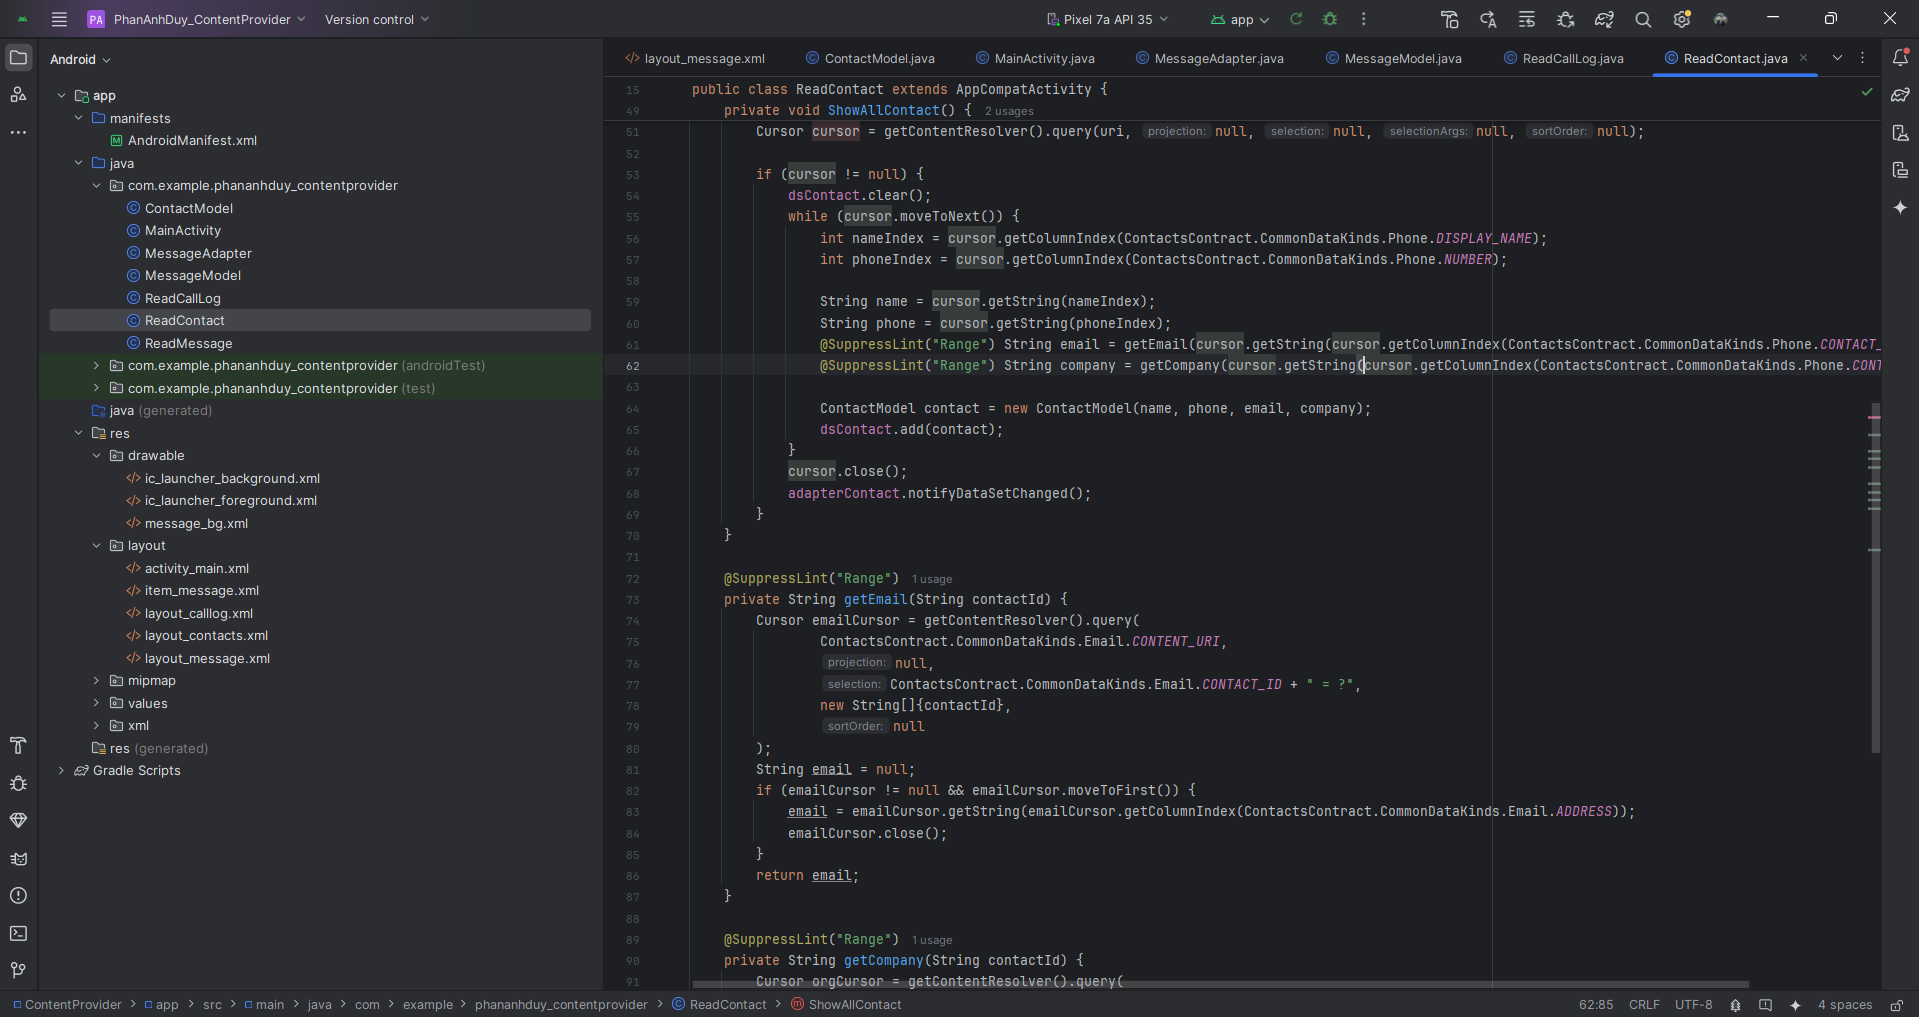 PA PhanAnhDuy_ContentProvider Version control Pixel 7a API 35 app
Android
app
manifests
AndroidManifest.xml
java
com.example.phananhduy_contentprovider
ContactModel
MainActivity
MessageAdapter
MessageModel
ReadCallLog
ReadContact
ReadMessage
com.example.phananhduy_contentprovider (androidTest)
com.example.phananhduy_contentprovider (test)
java (generated)
res
drawable
ic_launcher_background.xml
ic_launcher_foreground.xml
message_bg.xml
layout
activity_main.xml
item_message.xml
layout_calllog.xml
layout_contacts.xml
layout_message.xml
mipmap
values
xml
res (generated)
Gradle Scripts
layout_message.xml ContactModel.java MainActivity.java MessageAdapter.java MessageModel.java ReadCallLog.java ReadContact.java
15 public class ReadContact extends AppCompatActivity {
49 private void ShowAllContact() { 2 usages
51 Cursor cursor = getContentResolver().query(uri, projection: null, selection: null, selectionArgs: null, sortOrder: null);
52
53 if (cursor != null) {
54 dsContact.clear();
55 while (cursor.moveToNext()) {
56 int nameIndex = cursor.getColumnIndex(ContactsContract.CommonDataKinds.Phone.DISPLAY_NAME);
57 int phoneIndex = cursor.getColumnIndex(ContactsContract.CommonDataKinds.Phone.NUMBER);
58
59 String name = cursor.getString(nameIndex);
60 String phone = cursor.getString(phoneIndex);
61 @SuppressLint("Range") String email = getEmail(cursor.getString(cursor.getColumnIndex(ContactsContract.CommonDataKinds.Phone.CONTACT_
62 @SuppressLint("Range") String company = getCompany(cursor.getString(cursor.getColumnIndex(ContactsContract.CommonDataKinds.Phone.CONT
63
64 ContactModel contact = new ContactModel(name, phone, email, company);
65 dsContact.add(contact);
66 }
67 cursor.close();
68 adapterContact.notifyDataSetChanged();
69 }
70 }
71
72 @SuppressLint("Range") 1 usage
73 private String getEmail(String contactId) {
74 Cursor emailCursor = getContentResolver().query(
75 ContactsContract.CommonDataKinds.Email.CONTENT_URI,
76 projection: null,
77 selection: ContactsContract.CommonDataKinds.Email.CONTACT_ID + " = ?",
78 new String[]{contactId},
79 sortOrder: null
80 );
81 String email = null;
82 if (emailCursor != null && emailCursor.moveToFirst()) {
83 email = emailCursor.getString(emailCursor.getColumnIndex(ContactsContract.CommonDataKinds.Email.ADDRESS));
84 emailCursor.close();
85 }
86 return email;
87 }
88
89 @SuppressLint("Range") 1 usage
90 private String getCompany(String contactId) {
91 Cursor orgCursor = getContentResolver().query(
ContentProvider > app > src > main > java > com > example > phananhduy_contentprovider > ReadContact > ShowAllContact 62:85 CRLF UTF-8 4 spaces